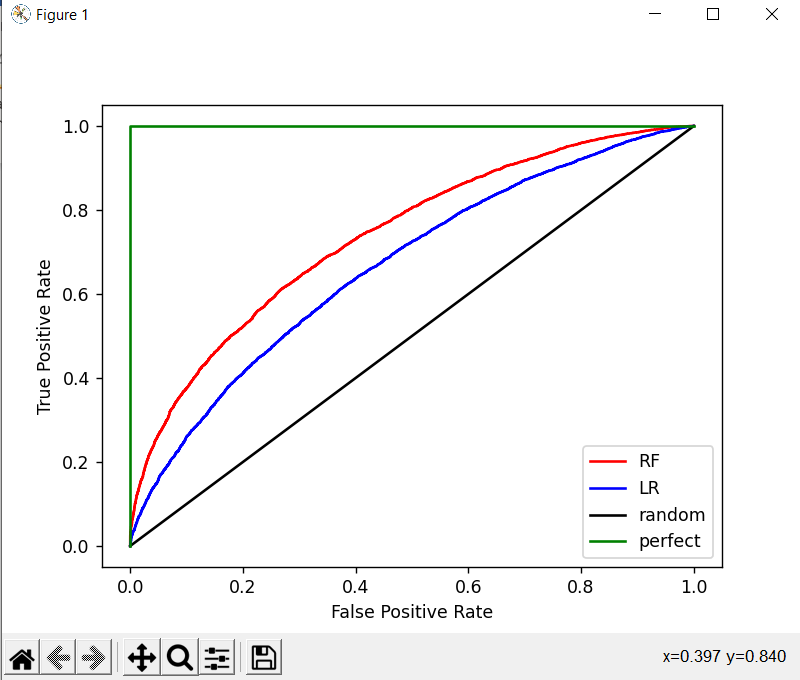 Figure 1
1.0
0.8
0.6
0.4
0.2
0.0
True Positive Rate
0.0 0.2 0.4 0.6 0.8 1.0
False Positive Rate
RF
LR
random
perfect
x=0.397 y=0.840